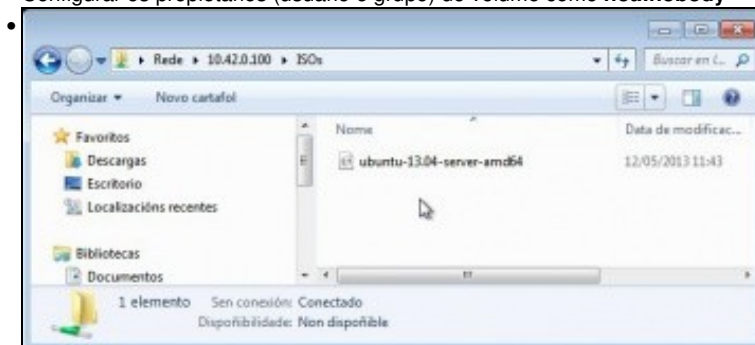 Configurar os propietarios (usuario e grupo) do volume como
Rede ▸ 10.42.0.100 ▸ ISOs
Buscar en I...
Organizar
Novo cartafol
Favoritos
Descargas
Escritorio
Localizacións recentes
Bibliotecas
Documentos
Nome
Data de modificac...
ubuntu-13.04-server-amd64
12/05/2013 11:43
1 elemento
Sen conexión: Conectado
Dispoñibilidade: Non dispoñible